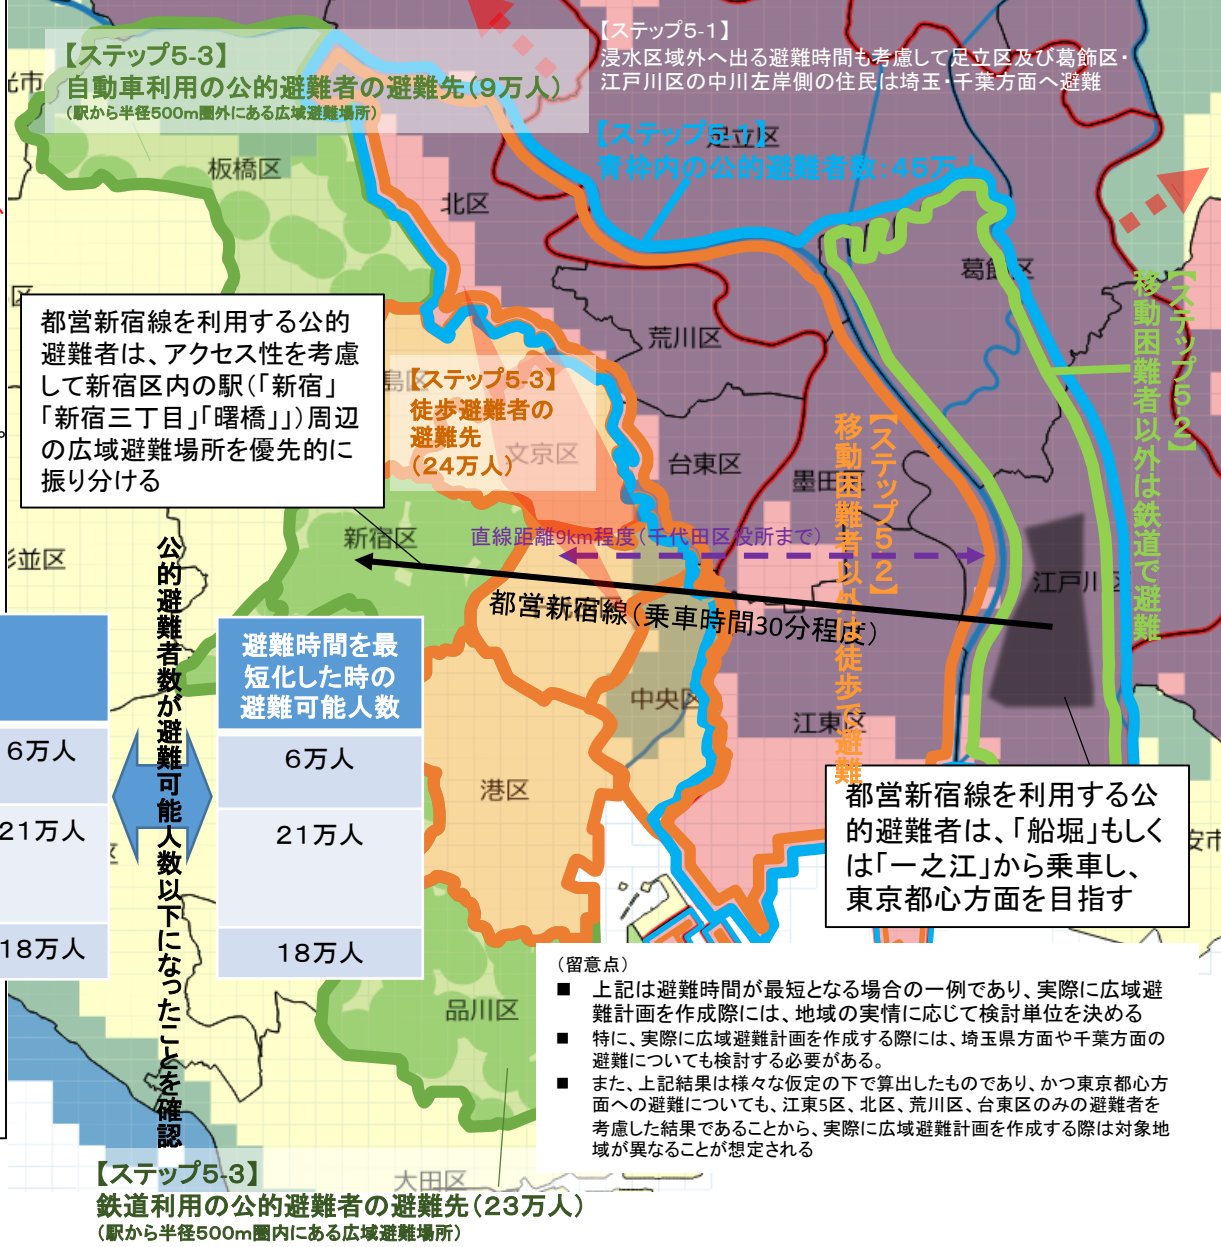 【ステップ5-3】
自動車利用の公的避難者の避難先(9万人)
(駅から半径500m圏外にある広域避難場所)
【ステップ5-1】
浸水区域外へ出る避難時間も考慮して足立区及び葛飾区・
江戸川区の中川左岸側の住民は埼玉・千葉方面へ避難
【ステップ5-1】
青枠内の公的避難者数:45万人
足立区
光市
板橋区
北区
葛飾区
【ステップ5-2】
移動困難者以外は鉄道で避難
区
都営新宿線を利用する公的
避難者は、アクセス性を考慮
して新宿区内の駅(「新宿」
「新宿三丁目」「曙橋」)周辺
の広域避難場所を優先的に
振り分ける
荒川区
島区
【ステップ5-3】
徒歩避難者の
避難先
(24万人)
文京区
台東区
墨田
【ステップ5-2】
移動困難者以外は徒歩で避難
新宿区
直線距離9km程度(千代田区役所まで)
杉並区
江戸川区
都営新宿線(乗車時間30分程度)
公的避難者数が避難可能人数以下になったことを確認
避難時間を最
短化した時の
避難可能人数
6万人
6万人
21万人
21万人
18万人
18万人
中央区
江東区
港区
区
安市
都営新宿線を利用する公
的避難者は、「船堀」もしく
は「一之江」から乗車し、
東京都心方面を目指す
品川区
(留意点)
■ 上記は避難時間が最短となる場合の一例であり、実際に広域避
難計画を作成際には、地域の実情に応じて検討単位を決める
■ 特に、実際に広域避難計画を作成する際には、埼玉県方面や千葉方面の
避難についても検討する必要がある。
■ また、上記結果は様々な仮定の下で算出したものであり、かつ東京都心方
面への避難についても、江東5区、北区、荒川区、台東区のみの避難者を
考慮した結果であることから、実際に広域避難計画を作成する際は対象地
域が異なることが想定される
大田区
【ステップ5-3】
鉄道利用の公的避難者の避難先(23万人)
(駅から半径500m圏内にある広域避難場所)